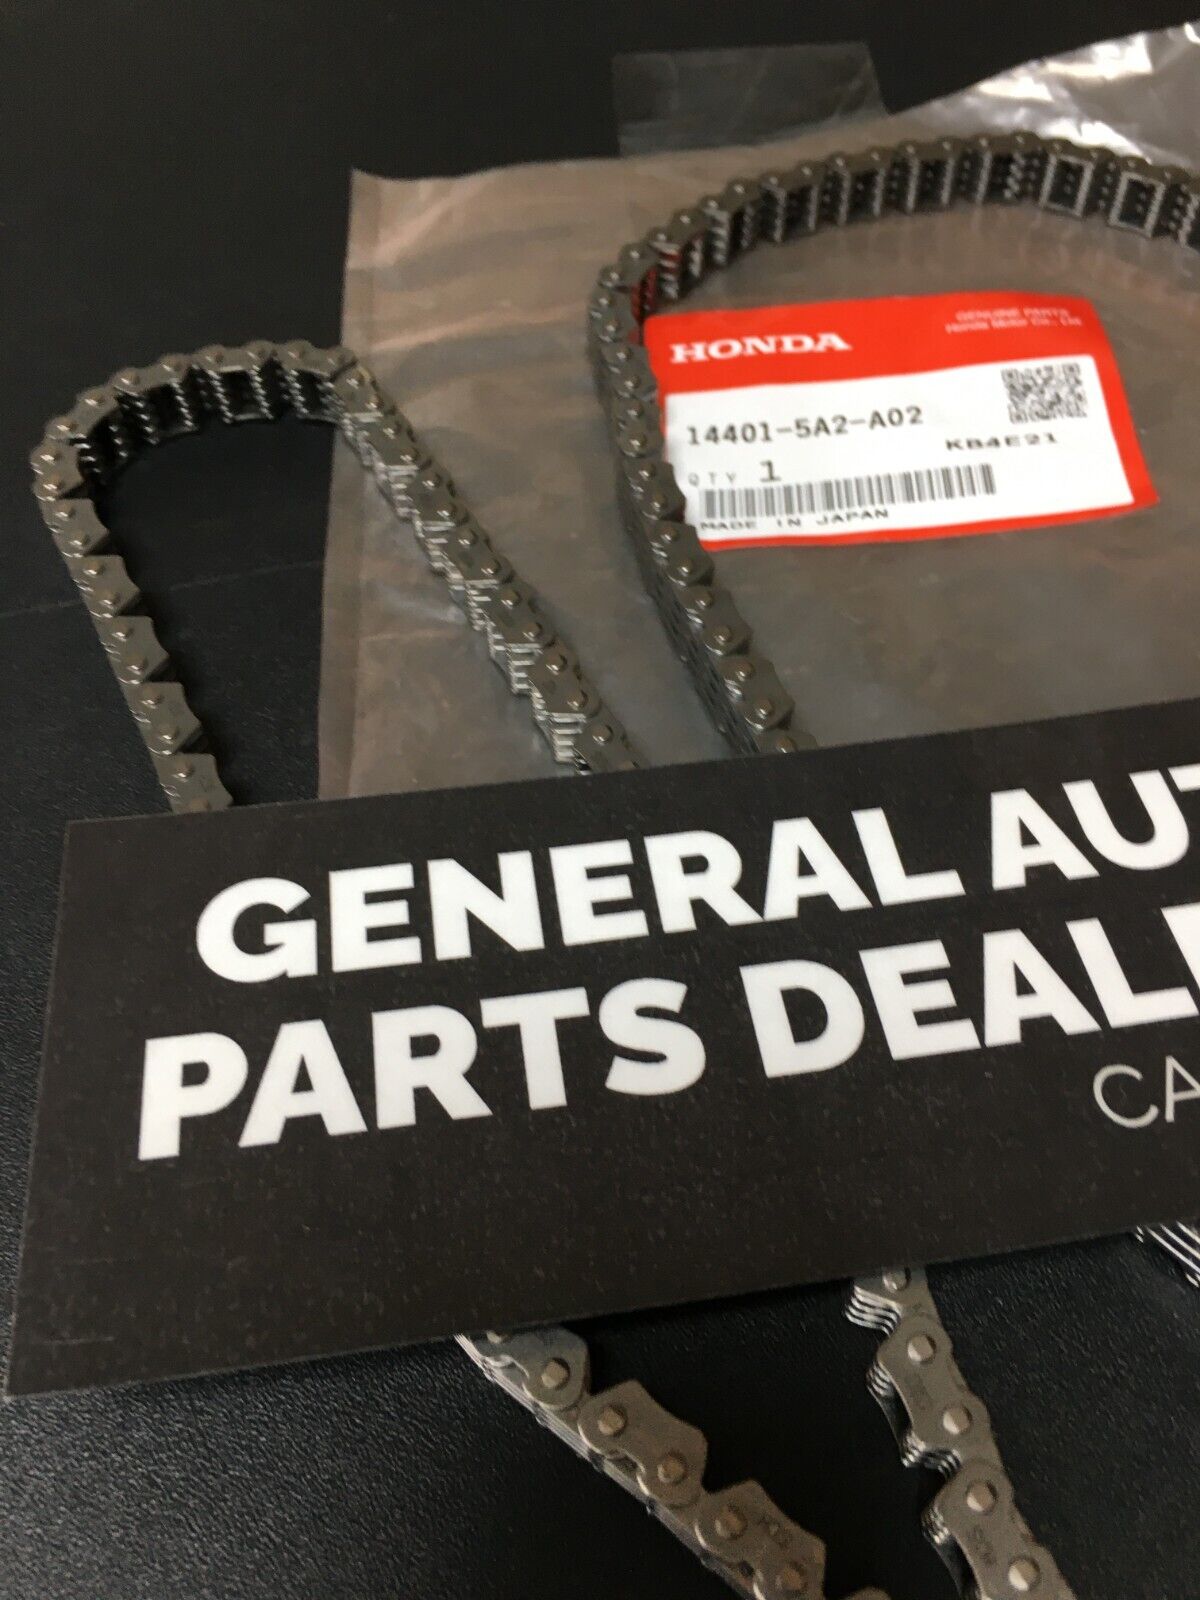 HONDA
GENUINE PARTS
Honda Motor Co., Ltd.
14401-5A2-A02
KB4E21
QTY 1
MADE IN JAPAN
GENERAL AUT
PARTS DEALE
CA